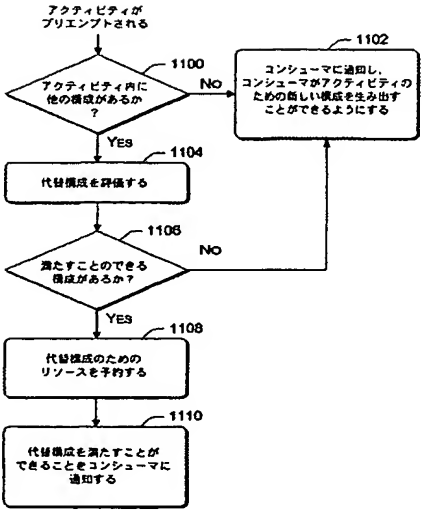 アクティビティが
プリエンプトされる
1100
アクティビティ内に
他の構成があるか
?
NO
YES
1102
コンシューマに通知し、
コンシューマがアクティビティの
ための新しい構成を生み出す
ことができるようにする
1104
代替構成を評価する
1106
満たすことのできる
構成があるか?
NO
YES
1108
代替構成のための
リソースを予約する
1110
代替構成を満たすことが
できることをコンシューマに
通知する